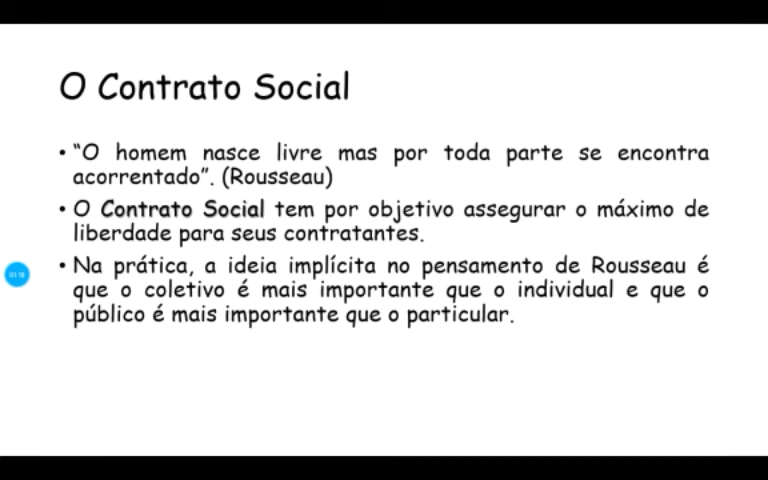 O Contrato Social
• “O homem nasce livre mas por toda parte se encontra
acorrentado”. (Rousseau)
• O Contrato Social tem por objetivo assegurar o máximo de
liberdade para seus contratantes.
• Na prática, a ideia implícita no pensamento de Rousseau é
que o coletivo é mais importante que o individual e que o
público é mais importante que o particular.